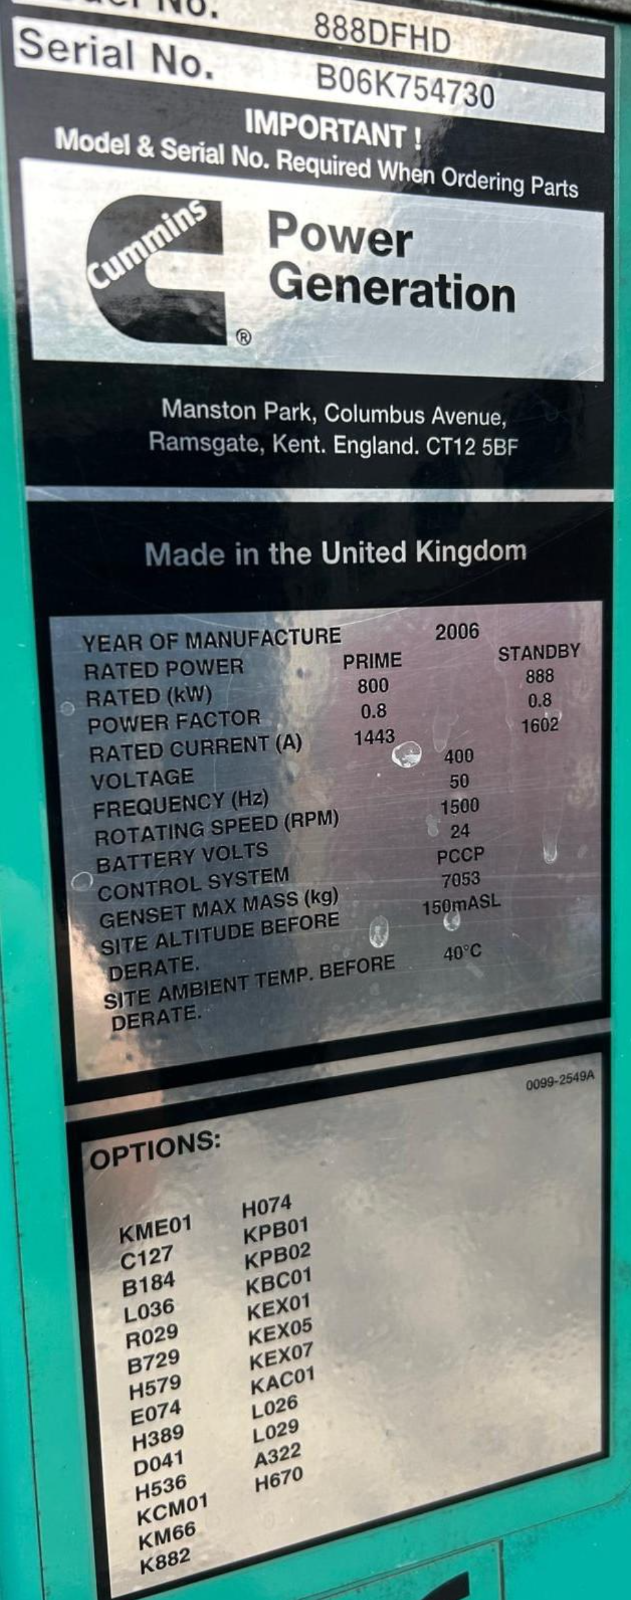 No. 888DFHD
Serial No. B06K754730
IMPORTANT !
Model & Serial No. Required When Ordering Parts
Cummins
Power
Generation
®
Manston Park, Columbus Avenue,
Ramsgate, Kent. England. CT12 5BF
Made in the United Kingdom
YEAR OF MANUFACTURE 2006
RATED POWER PRIME STANDBY
RATED (kW) 800 888
POWER FACTOR 0.8 0.8
RATED CURRENT (A) 1443 1602
VOLTAGE 400
FREQUENCY (Hz) 50
ROTATING SPEED (RPM) 1500
BATTERY VOLTS 24
CONTROL SYSTEM PCCP
GENSET MAX MASS (kg) 7053
SITE ALTITUDE BEFORE 150mASL
DERATE.
SITE AMBIENT TEMP. BEFORE 40°C
DERATE.
0099-2549A
OPTIONS:
KME01 H074
C127 KPB01
B184 KPB02
L036 KBC01
R029 KEX01
B729 KEX05
H579 KEX07
E074 KAC01
H389 L026
D041 L029
H536 A322
KCM01 H670
KM66
K882